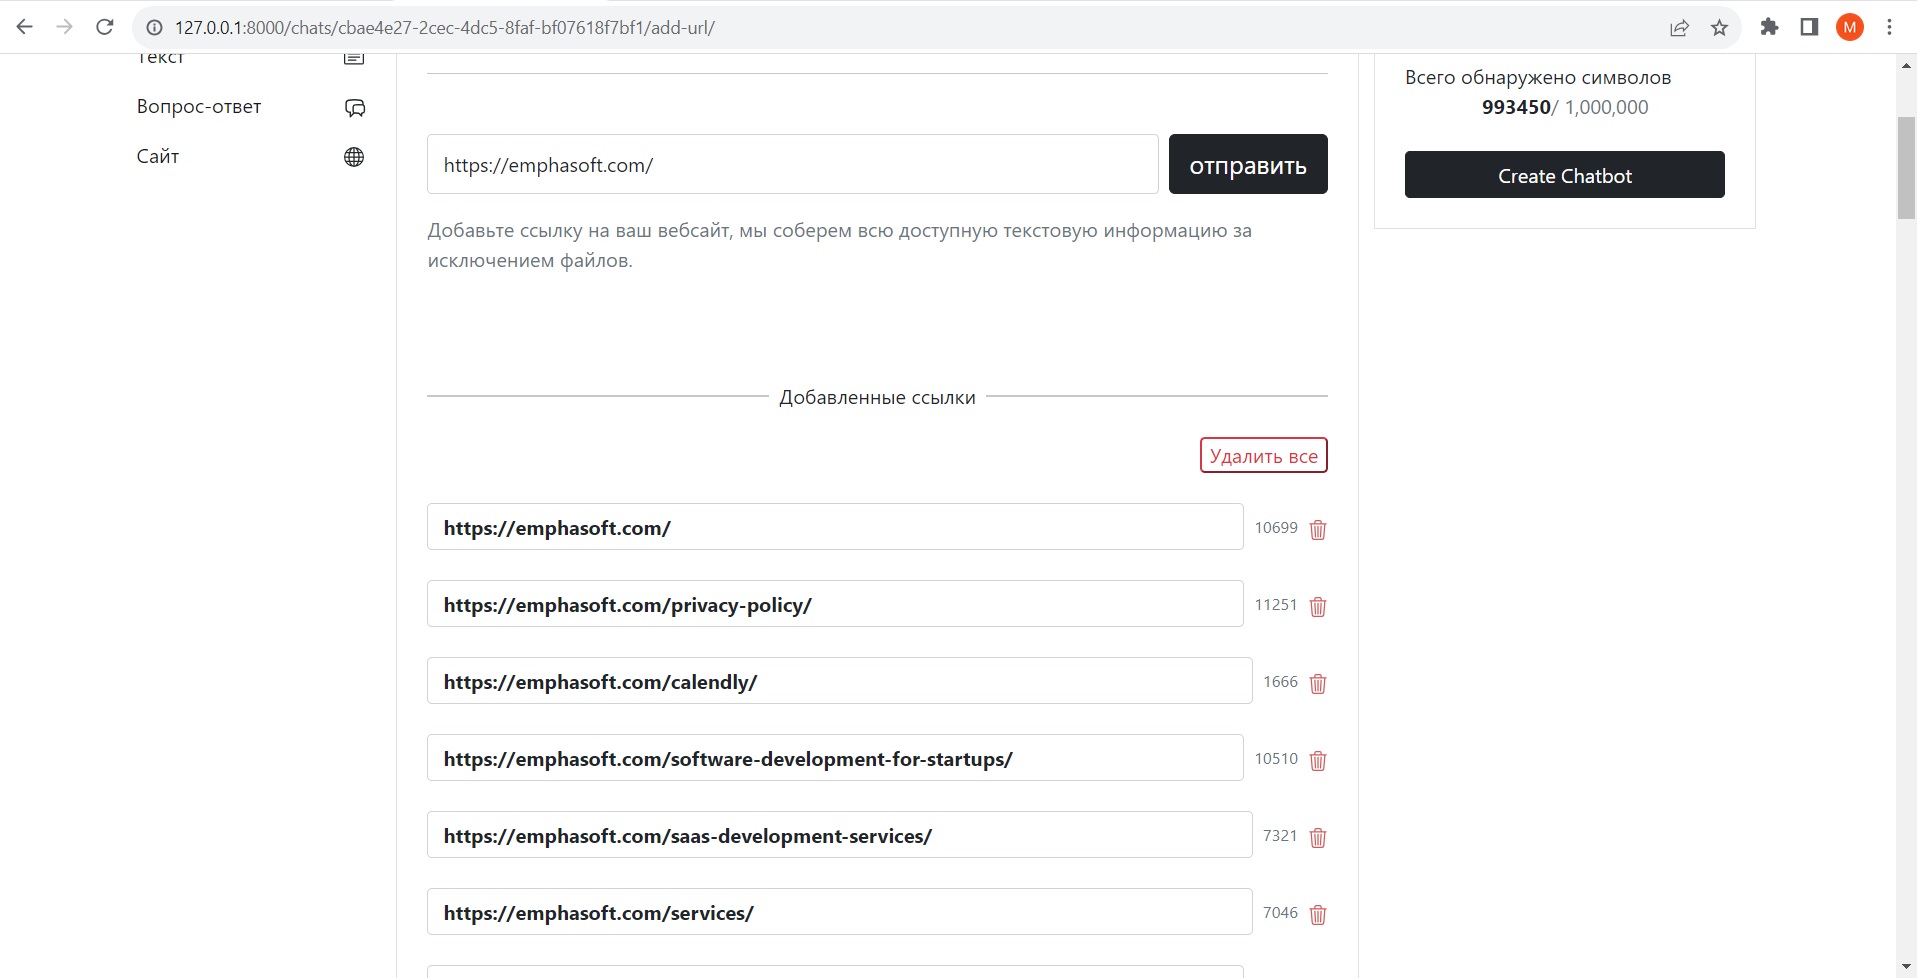 127.0.0.1:8000/chats/cbae4e27-2cec-4dc5-8faf-bf07618f7bf1/add-url/
M
Текст
Вопрос-ответ
Сайт
https://emphasoft.com/
отправить
Добавьте ссылку на ваш вебсайт, мы соберем всю доступную текстовую информацию за
исключением файлов.
Добавленные ссылки
Удалить все
https://emphasoft.com/ 10699
https://emphasoft.com/privacy-policy/ 11251
https://emphasoft.com/calendly/ 1666
https://emphasoft.com/software-development-for-startups/ 10510
https://emphasoft.com/saas-development-services/ 7321
https://emphasoft.com/services/ 7046
Всего обнаружено символов
993450/ 1,000,000
Create Chatbot